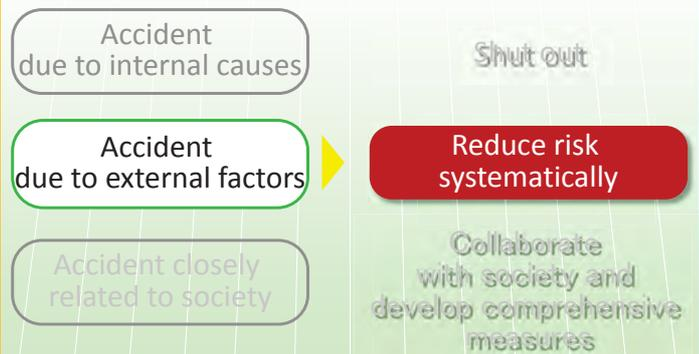 Accident
due to internal causes
Shut out
Accident
due to external factors
Reduce risk
systematically
Accident closely
related to society
Collaborate
with society and
develop comprehensive
measures